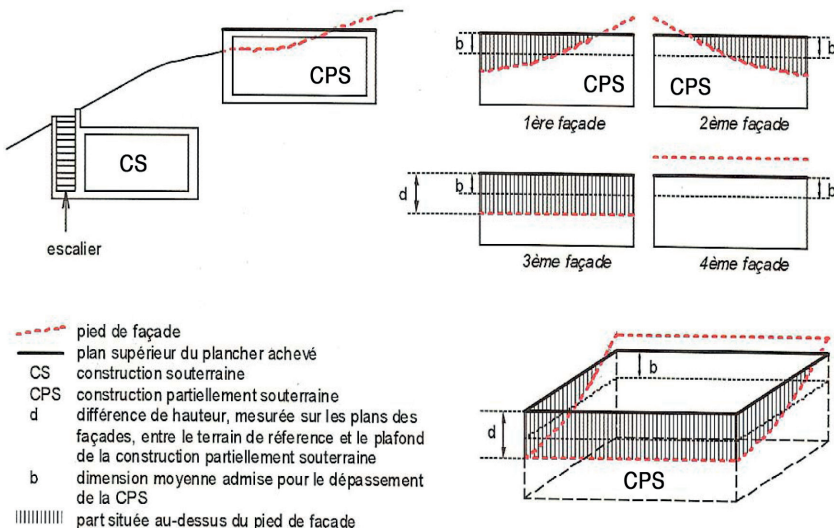 CPS
CS
escalier
b
CPS
1ère façade
CPS
b
2ème façade
d
b
3ème façade
b
4ème façade
pied de façade
plan supérieur du plancher achevé
CS construction souterraine
CPS construction partiellement souterraine
d différence de hauteur, mesurée sur les plans des
façades, entre le terrain de réference et le plafond
de la construction partiellement souterraine
b dimension moyenne admise pour le dépassement
de la CPS
part située au-dessus du pied de facade
b
d
CPS